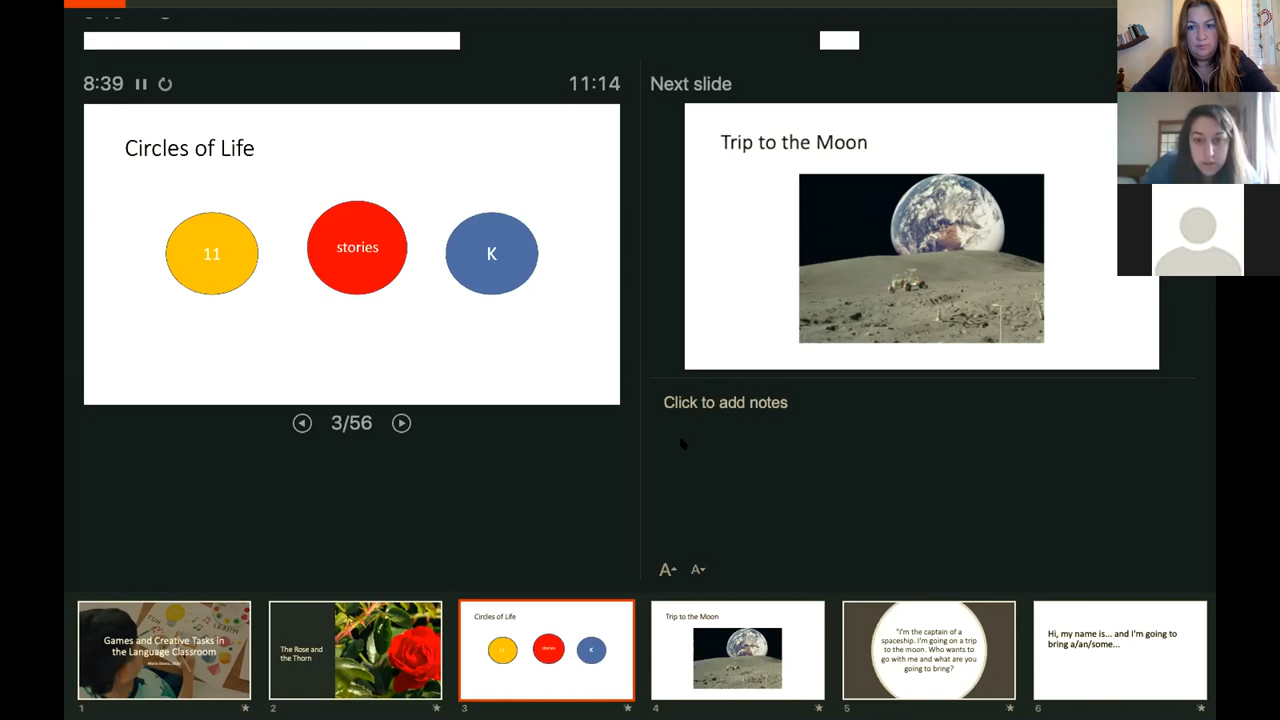 8:39
11:14
Next slide
Circles of Life
11
stories
K
Trip to the Moon
3/56
Click to add notes
A A
Games and Creative Tasks in
the Language Classroom
The Rose and
the Thorn
Circles of Life
11
stories
K
Trip to the Moon
"I'm the captain of a
spaceship. I'm going on a trip
to the moon. Who wants to
go with me and what are you
going to bring?
Hi, my name is... and I'm going to
bring a/an/some...
1
2
3
4
5
6